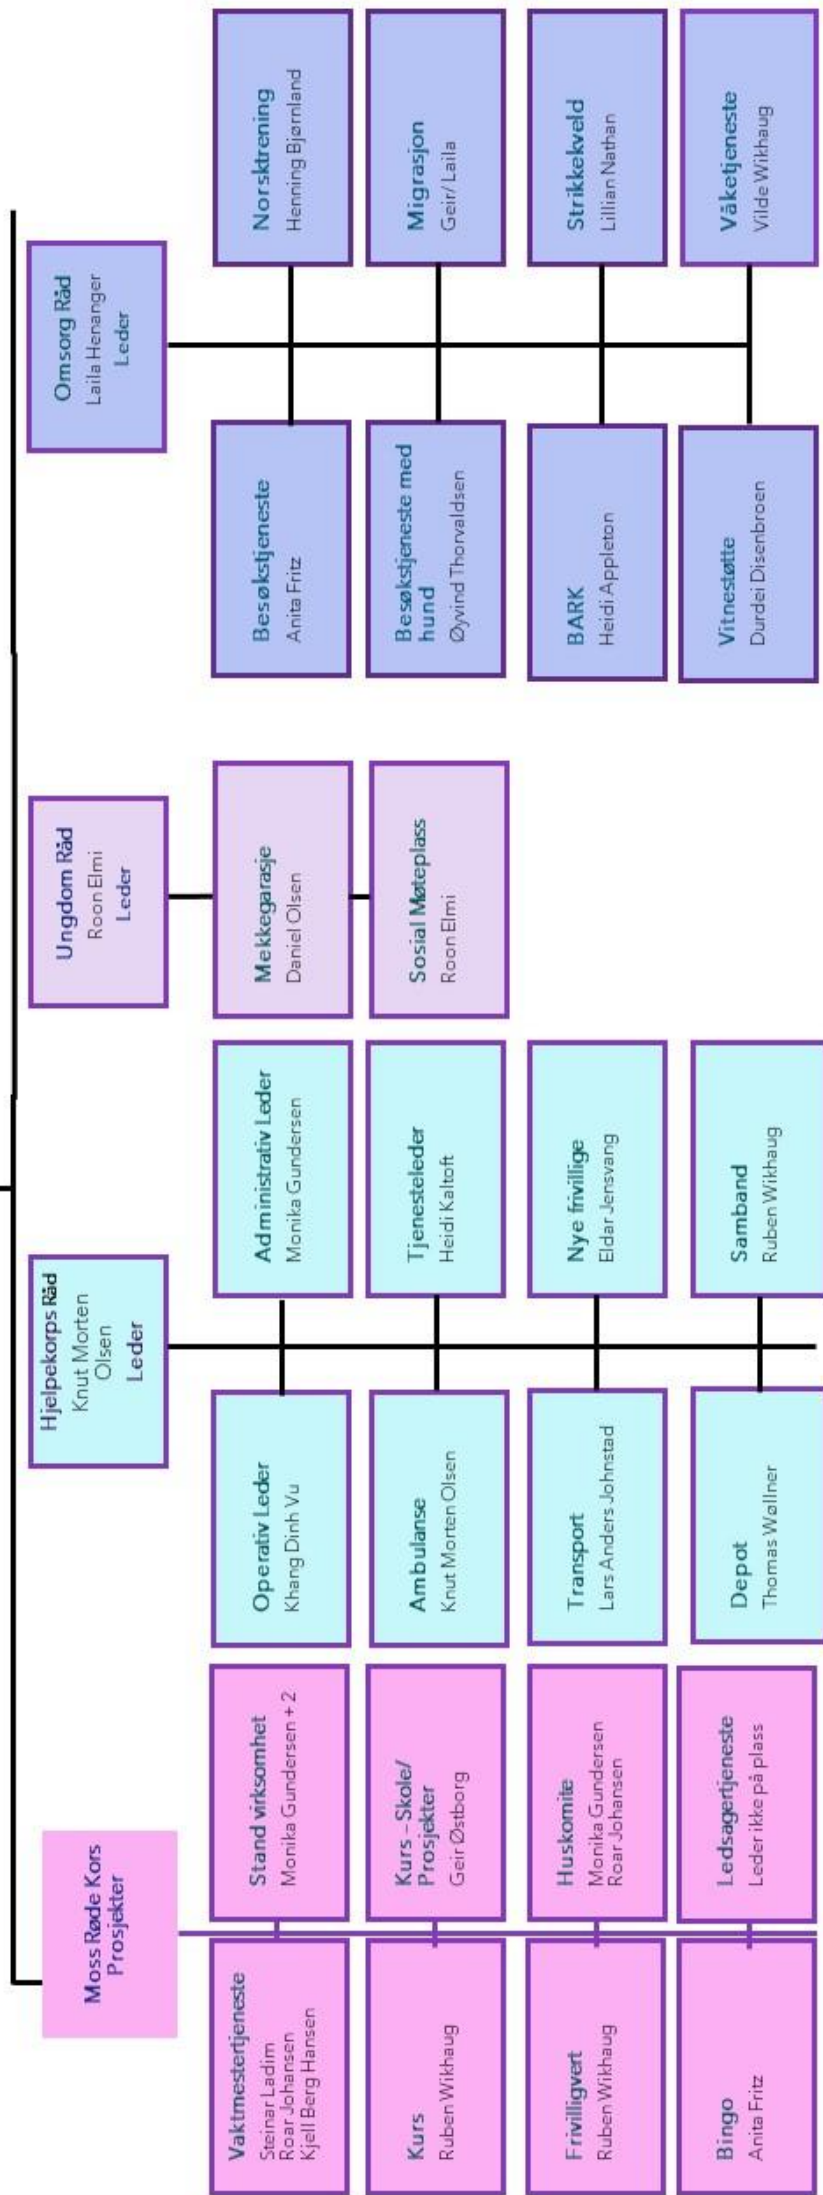 Moss Røde Kors
Prosjekter
Vaktmestertjeneste
Steinar Ladim
Roar Johansen
Kjell Berg Hansen
Stand virksomhet
Monika Gundersen + 2
Kurs
Ruben Wikhaug
Kurs – Skole/
Prosjekter
Geir Østborg
Frivilligvert
Ruben Wikhaug
Huskomite
Monika Gundersen
Roar Johansen
Bingo
Anita Fritz
Ledsagertjeneste
Leder ikke på plass
Hjelpekorps Råd
Knut Morten
Olsen
Leder
Operativ Leder
Khang Dinh Vu
Administrativ Leder
Monika Gundersen
Ambulanse
Knut Morten Olsen
Tjenesteleder
Heidi Kaltoft
Transport
Lars Anders Johnstad
Nye frivillige
Eldar Jensvang
Depot
Thomas Wøllner
Samband
Ruben Wikhaug
Ungdom Råd
Roon Elmi
Leder
Mekkegarasje
Daniel Olsen
Sosial Møteplass
Roon Elmi
Omsorg Råd
Laila Henanger
Leder
Besøkstjeneste
Anita Fritz
Norsktrening
Henning Bjørnland
Besøkstjeneste med
hund
Øyvind Thorvaldsen
Migrasjon
Geir/ Laila
BARK
Heidi Appleton
Strikkekveld
Lillian Nathan
Vitnestøtte
Durdei Disenbroen
Våketjeneste
Vilde Wikhaug